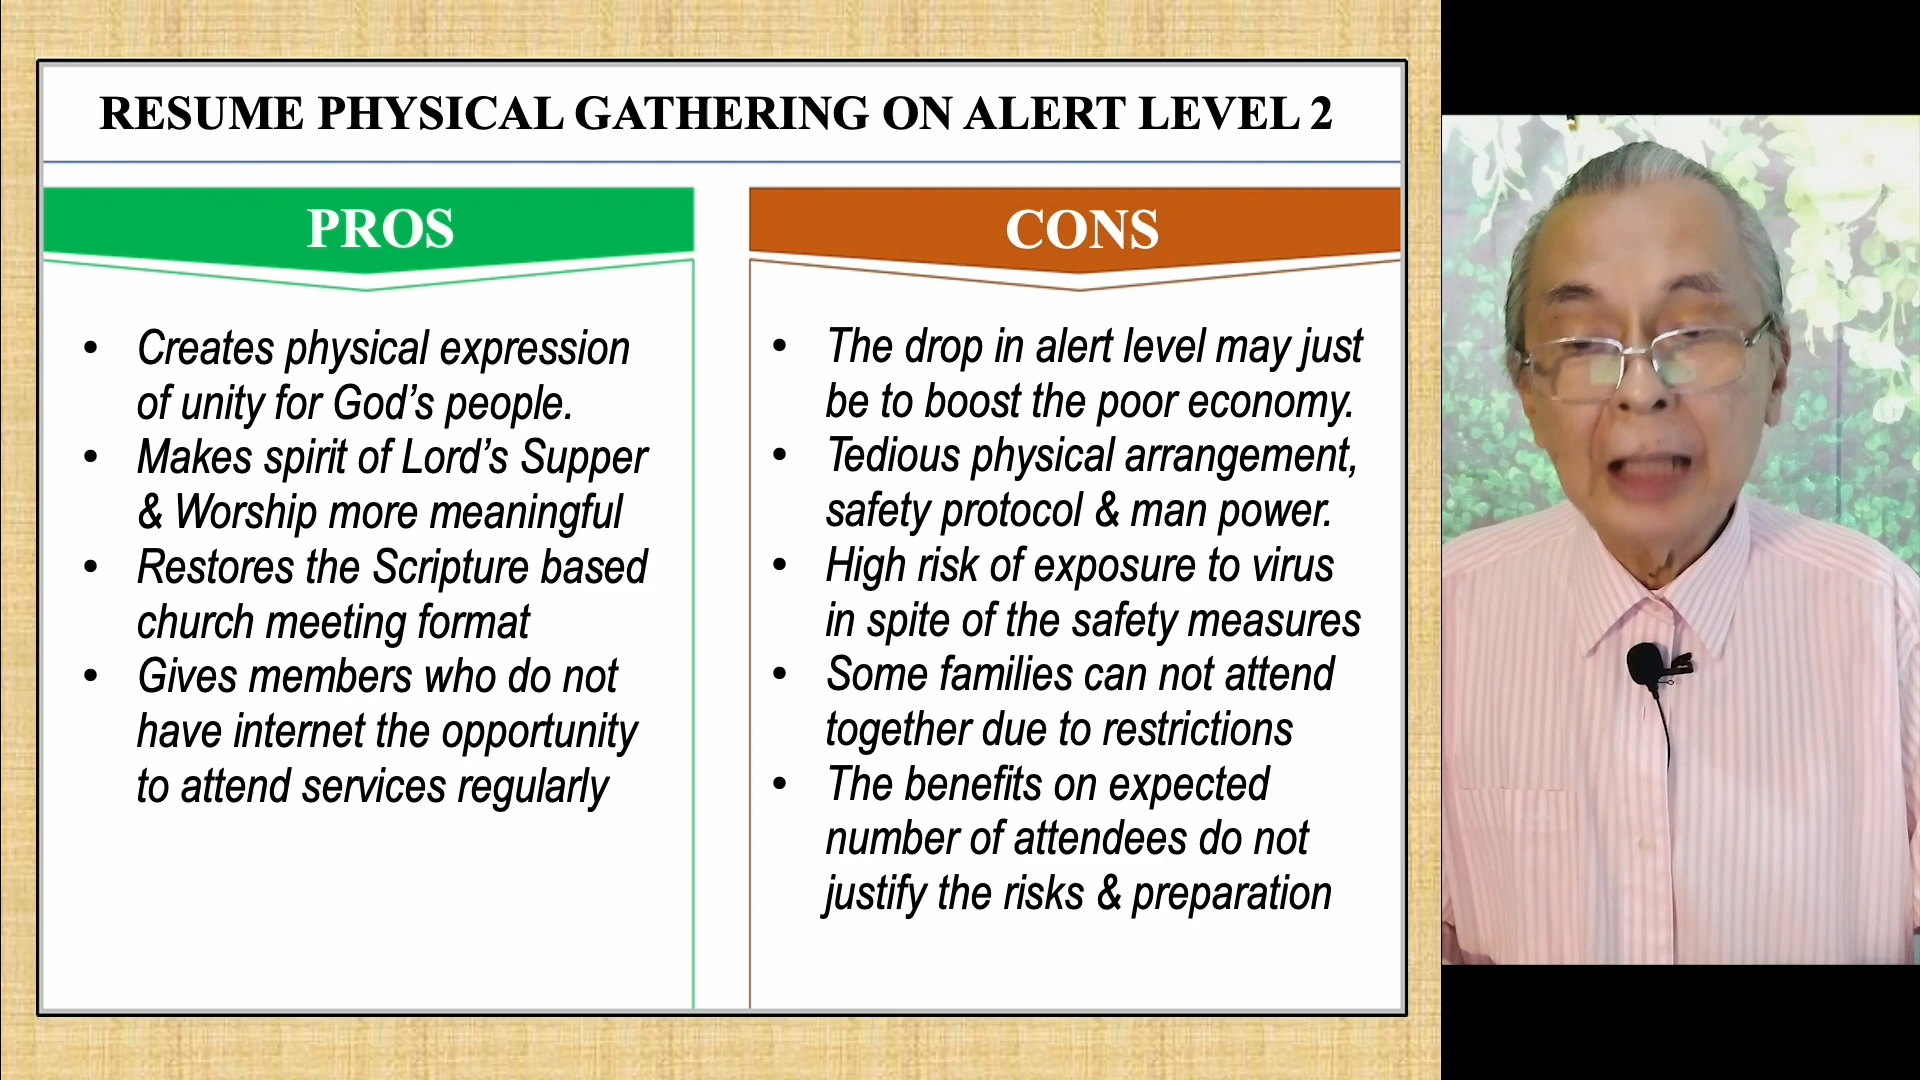 RESUME PHYSICAL GATHERING ON ALERT LEVEL 2
PROS
• Creates physical expression
of unity for God's people.
• Makes spirit of Lord's Supper
& Worship more meaningful
• Restores the Scripture based
church meeting format
• Gives members who do not
have internet the opportunity
to attend services regularly
CONS
• The drop in alert level may just
be to boost the poor economy.
• Tedious physical arrangement,
safety protocol & man power.
• High risk of exposure to virus
in spite of the safety measures
• Some families can not attend
together due to restrictions
• The benefits on expected
number of attendees do not
justify the risks & preparation